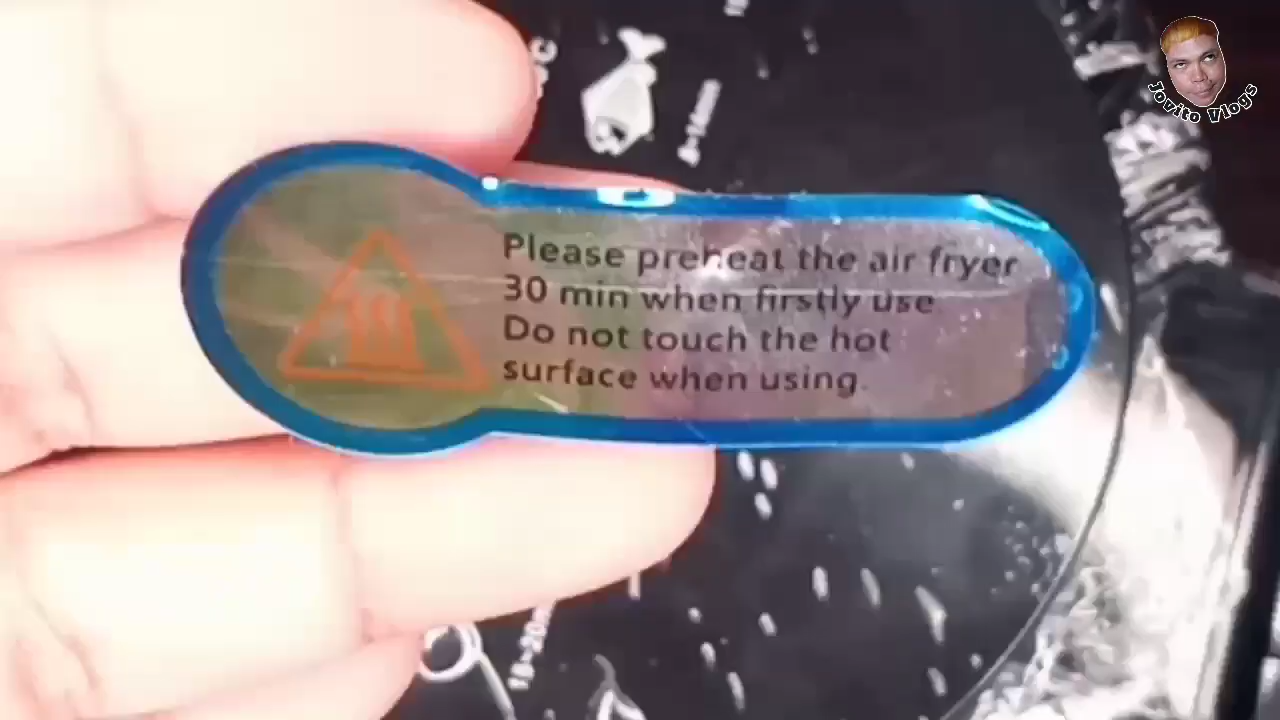 Jovito Vlogs
Please preheat the air fryer
30 min when firstly use
Do not touch the hot
surface when using.